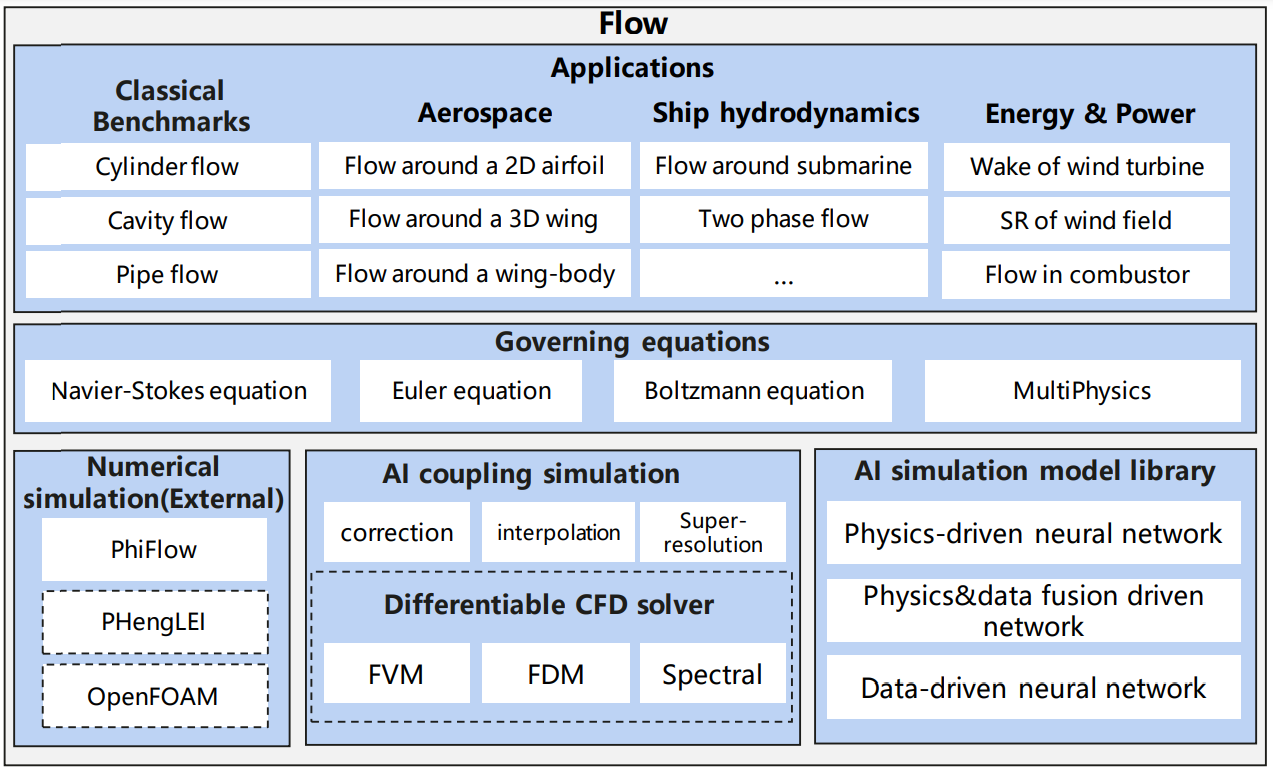 Flow
Applications
Classical
Benchmarks
Aerospace
Ship hydrodynamics
Energy & Power
Cylinder flow
Flow around a 2D airfoil
Flow around submarine
Wake of wind turbine
Cavity flow
Flow around a 3D wing
Two phase flow
SR of wind field
Pipe flow
Flow around a wing-body
...
Flow in combustor
Governing equations
Navier-Stokes equation
Euler equation
Boltzmann equation
MultiPhysics
Numerical
simulation(External)
PhiFlow
PHengLEI
OpenFOAM
AI coupling simulation
correction
interpolation
Super-
resolution
Differentiable CFD solver
FVM
FDM
Spectral
AI simulation model library
Physics-driven neural network
Physics&data fusion driven
network
Data-driven neural network